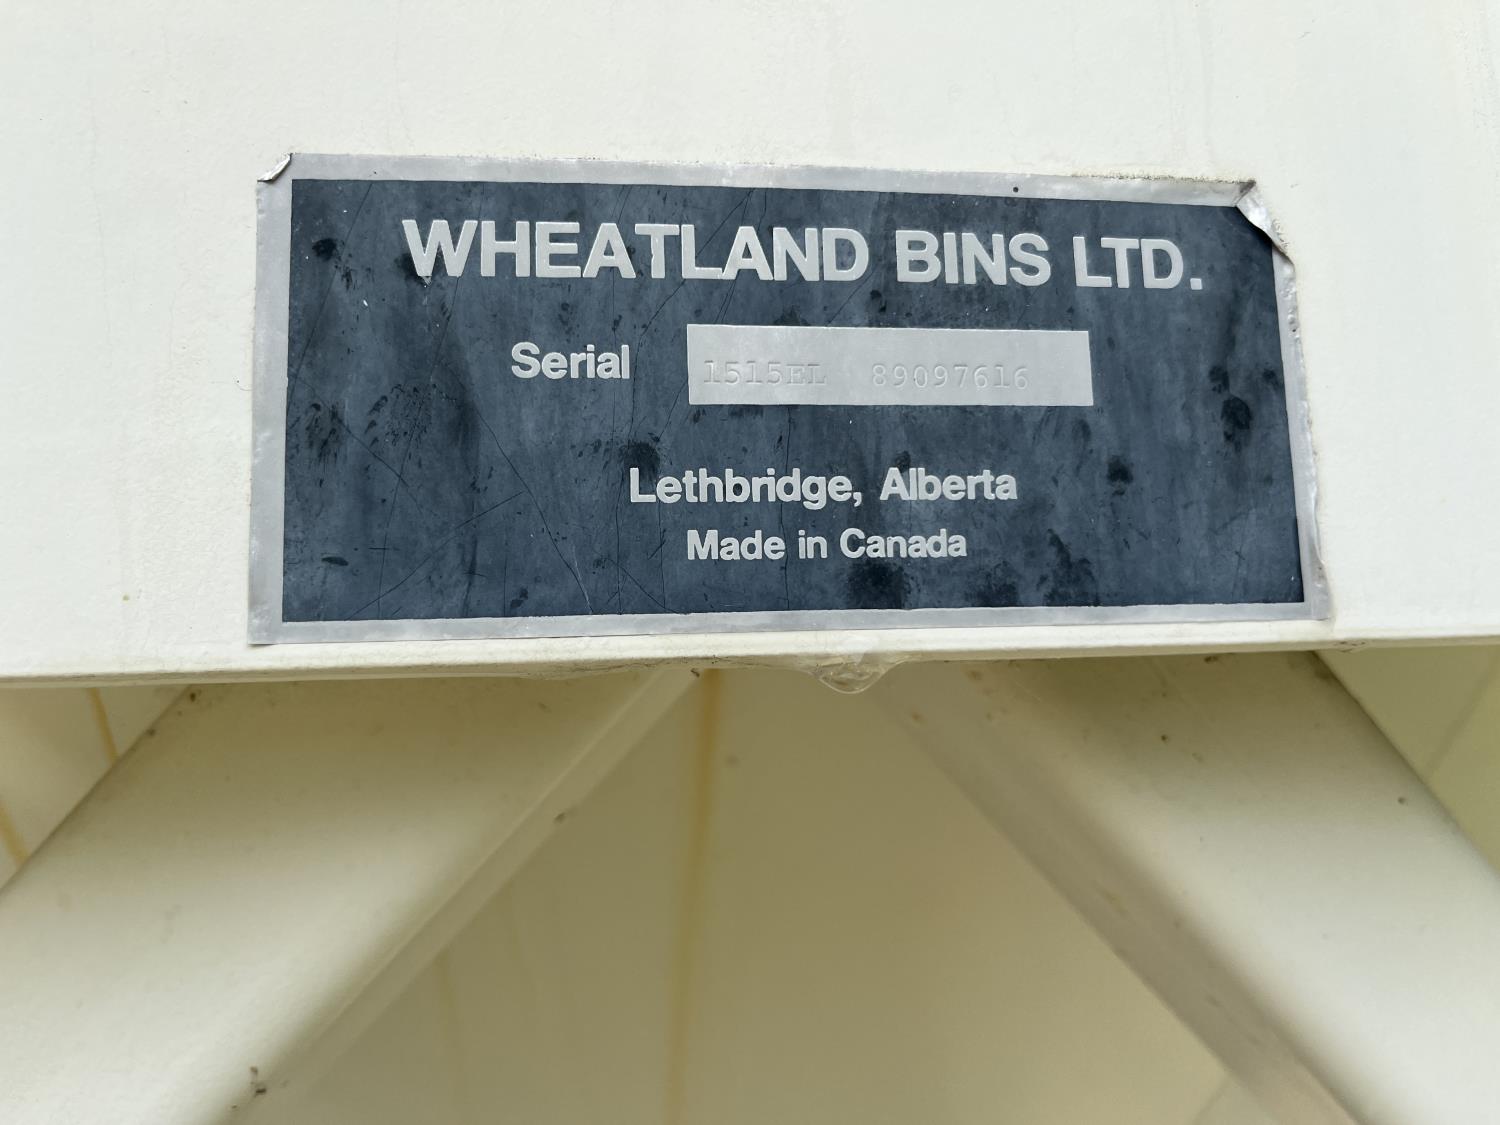 WHEATLAND BINS LTD.
Serial 1515EL 89097616
Lethbridge, Alberta
Made in Canada